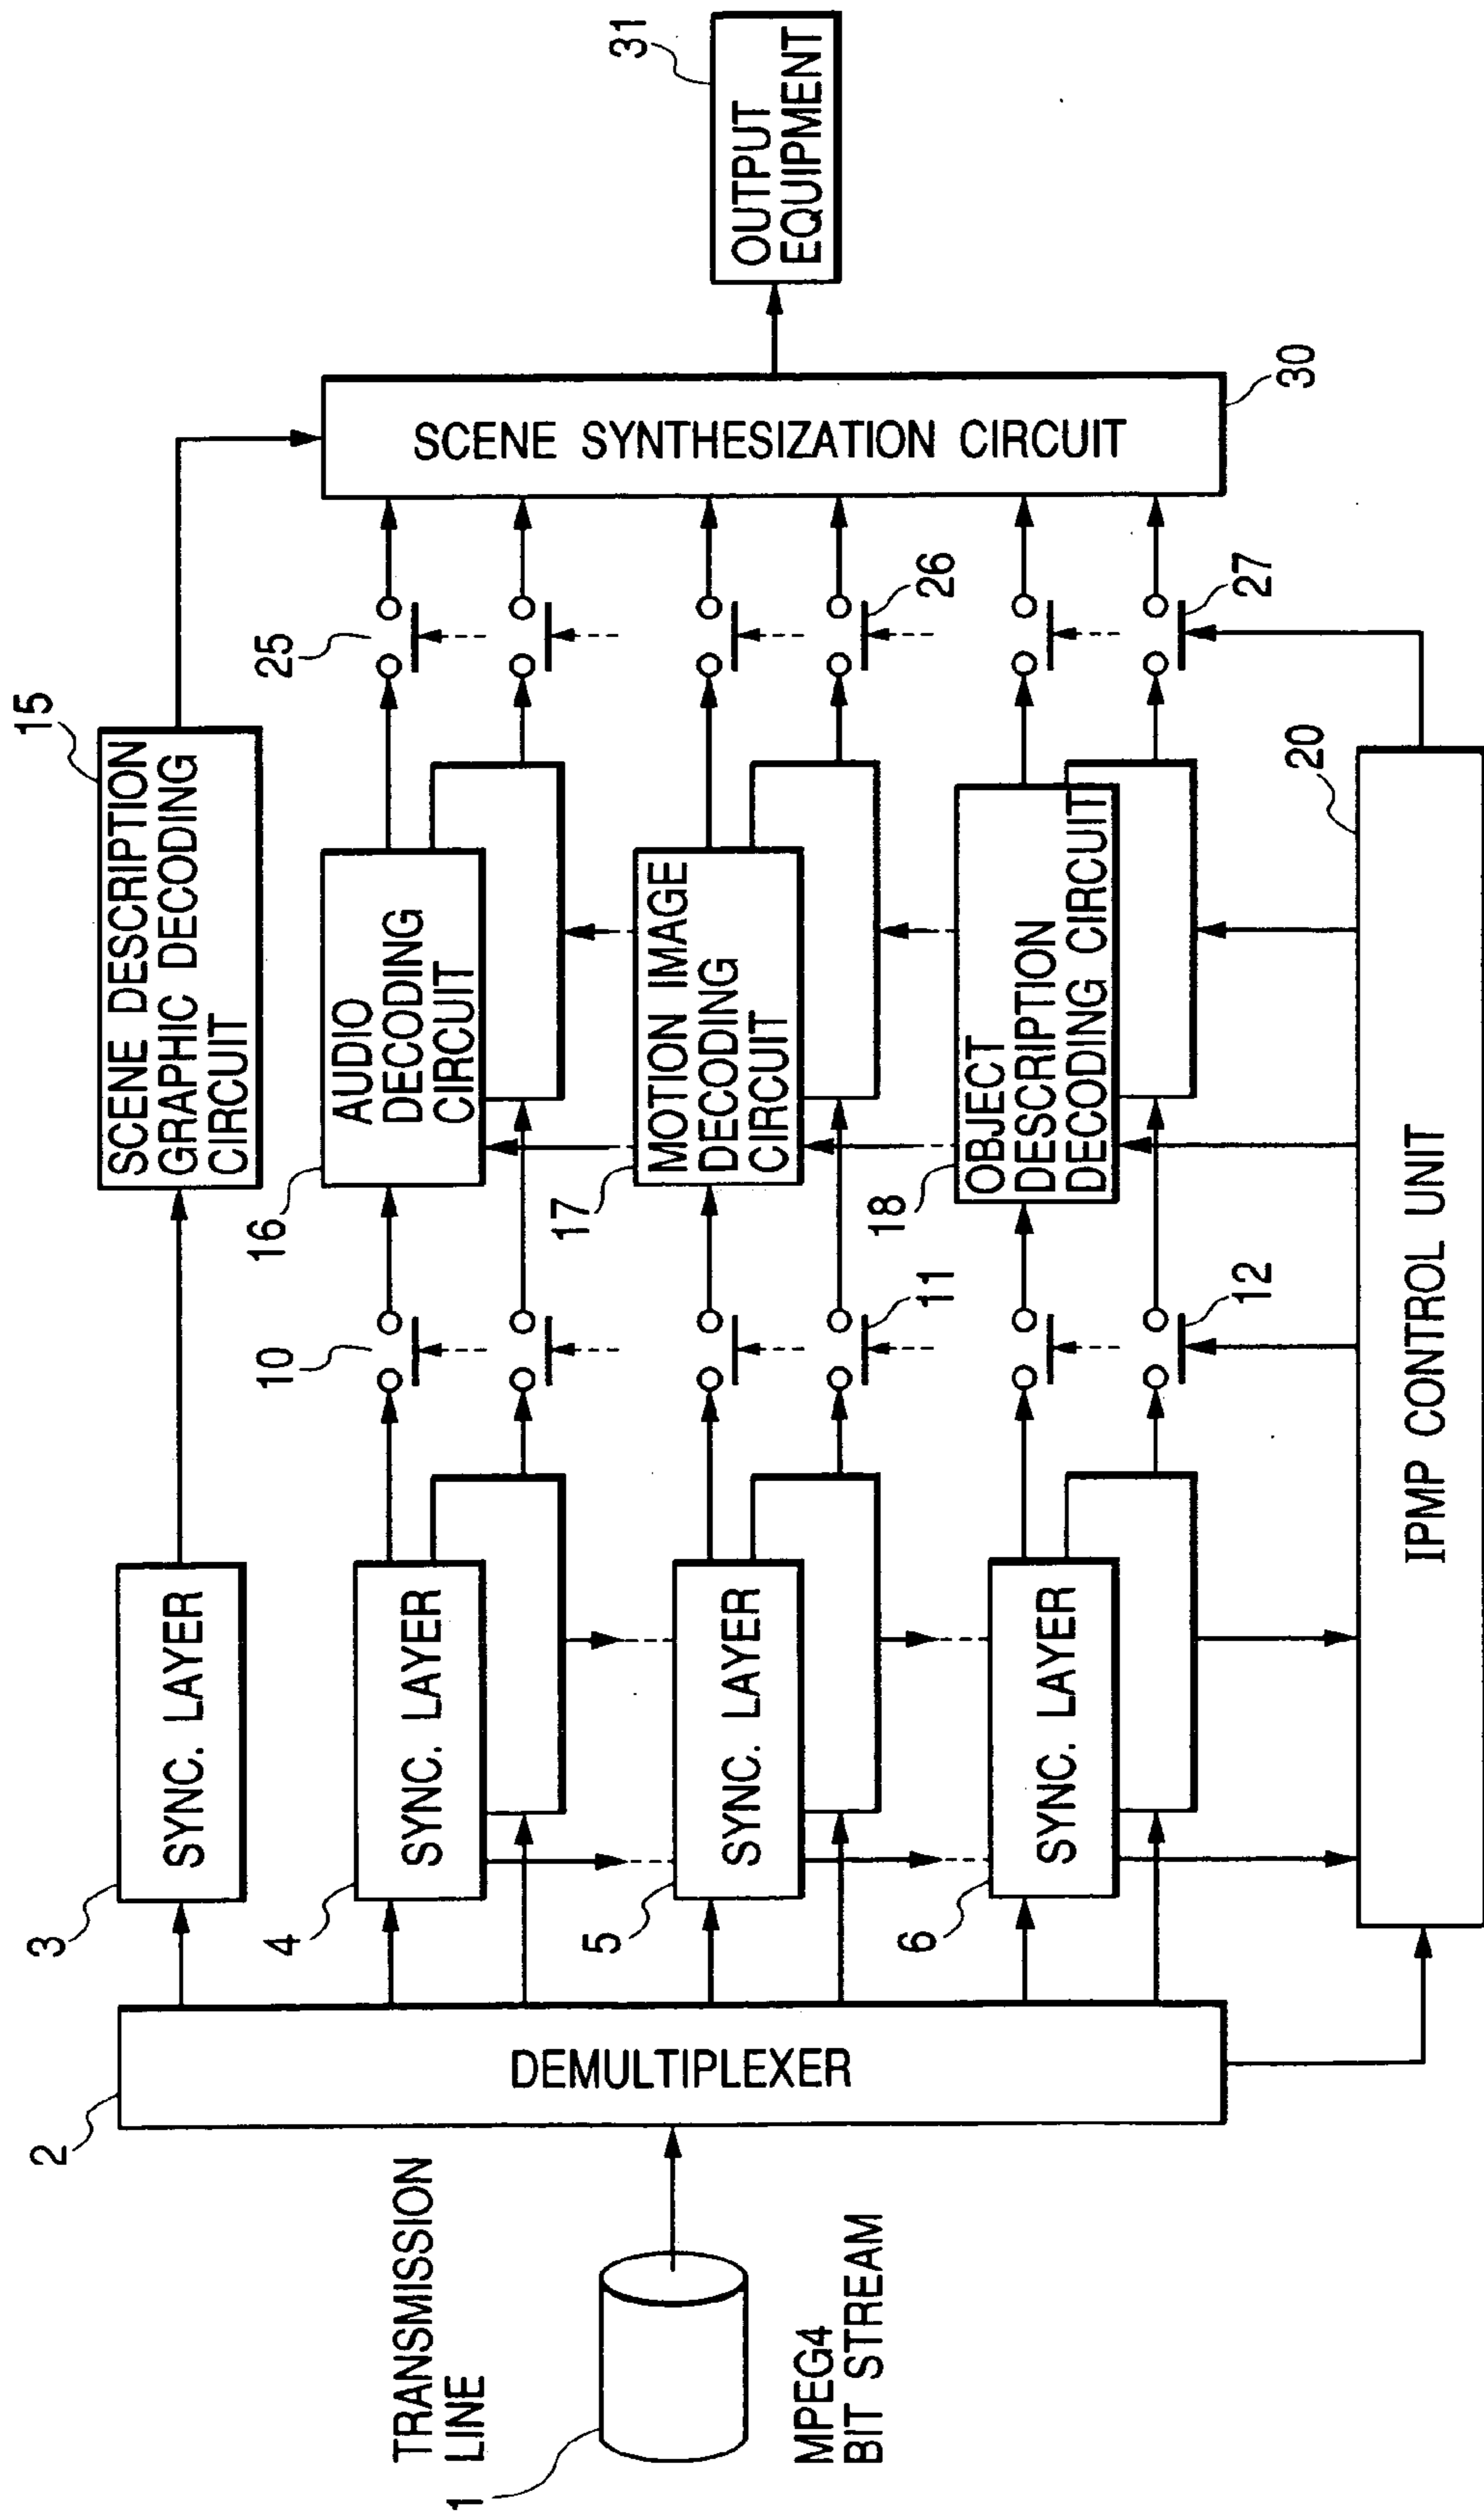 TRANSMISSION
LINE
1
MPEG4
BIT STREAM
2
DEMULTIPLEXER
3
SYNC. LAYER
4
SYNC. LAYER
5
SYNC. LAYER
6
SYNC. LAYER
10
11
12
15
SCENE DESCRIPTION
GRAPHIC DECODING
CIRCUIT
16
AUDIO
DECODING
CIRCUIT
17
MOTION IMAGE
DECODING
CIRCUIT
18
OBJECT
DESCRIPTION
DECODING CIRCUIT
20
IPMP CONTROL UNIT
25
26
27
SCENE SYNTHESIZATION CIRCUIT
30
31
OUTPUT
EQUIPMENT